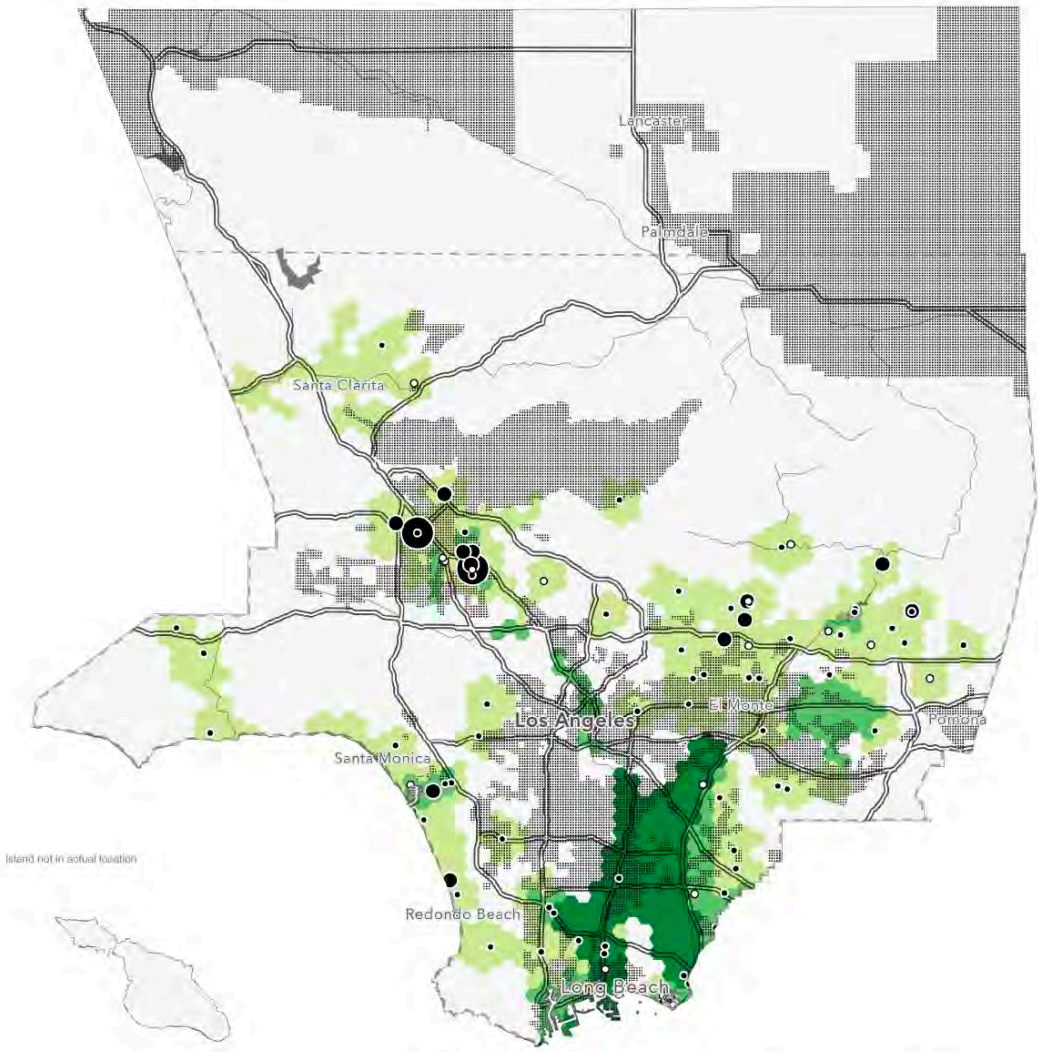 Lancaster
Palmdale
Santa Clarita
El Monte
Los Angeles
Pomona
Santa Monica
Island not in actual location
Redondo Beach
Long Beach